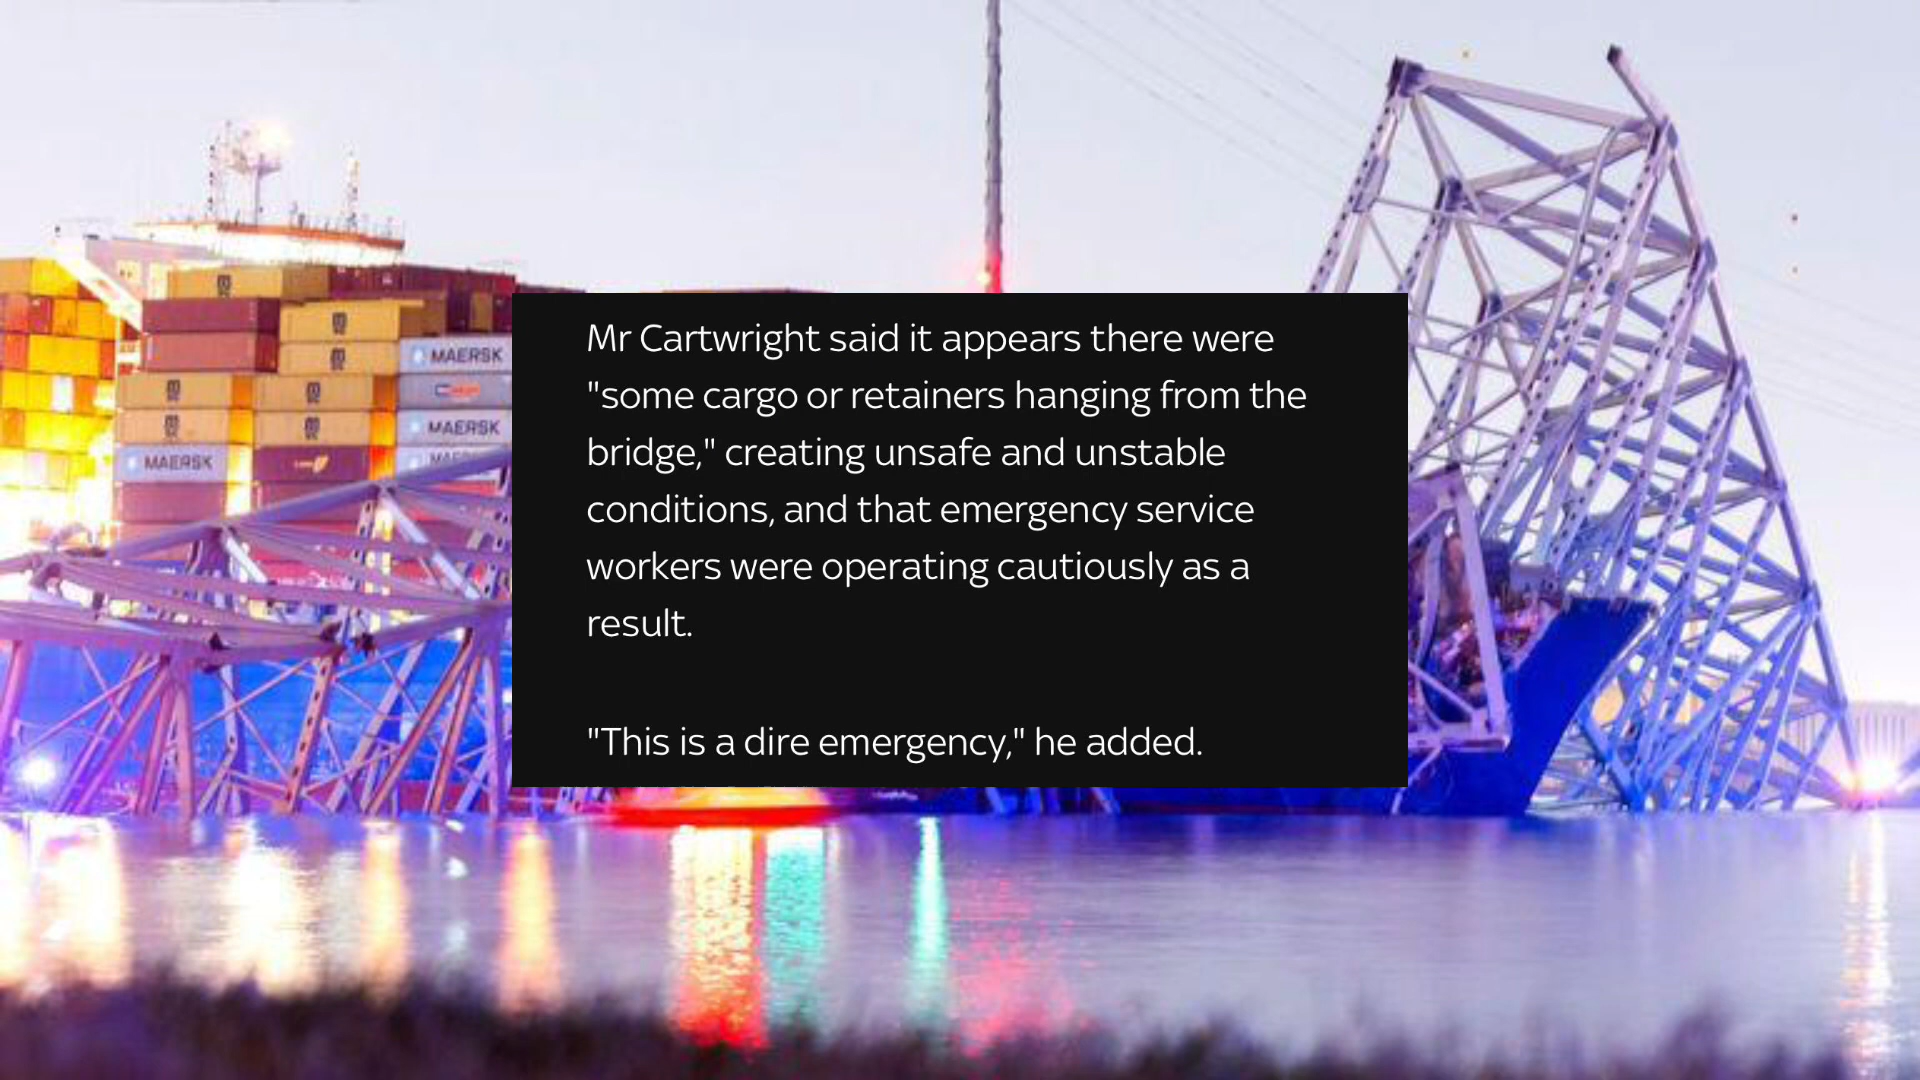 Mr Cartwright said it appears there were
"some cargo or retainers hanging from the
bridge," creating unsafe and unstable
conditions, and that emergency service
workers were operating cautiously as a
result.
"This is a dire emergency," he added.
MAERSK
MAERSK
MAERSK